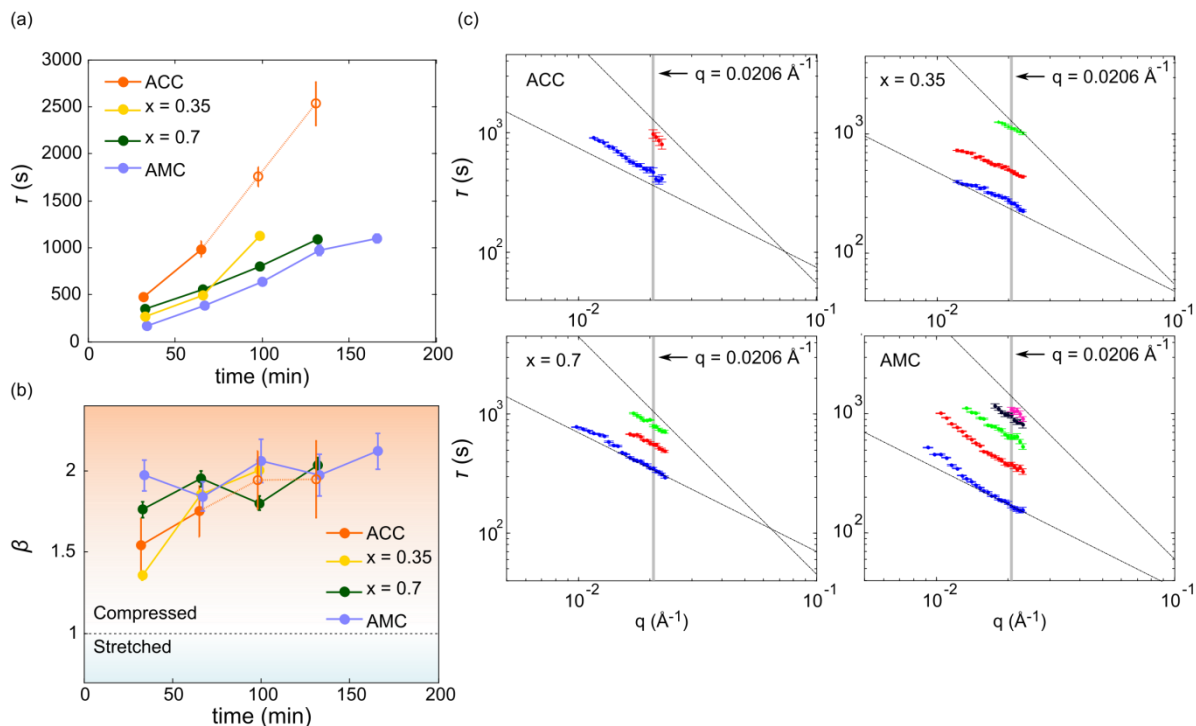 (a)
3000
2500
2000
1500
1000
500
0
τ (s)
ACC
x = 0.35
x = 0.7
AMC
0 50 100 150 200
time (min)
(b)
2
1.5
1
β
ACC
x = 0.35
x = 0.7
AMC
Compressed
Stretched
0 50 100 150 200
time (min)
(c)
ACC
q = 0.0206 Å⁻¹
10³
10²
τ (s)
10⁻² 10⁻¹
x = 0.35
q = 0.0206 Å⁻¹
10³
10²
10⁻² 10⁻¹
x = 0.7
q = 0.0206 Å⁻¹
10³
10²
τ (s)
10⁻² 10⁻¹
q (Å⁻¹)
AMC
q = 0.0206 Å⁻¹
10³
10²
10⁻² 10⁻¹
q (Å⁻¹)